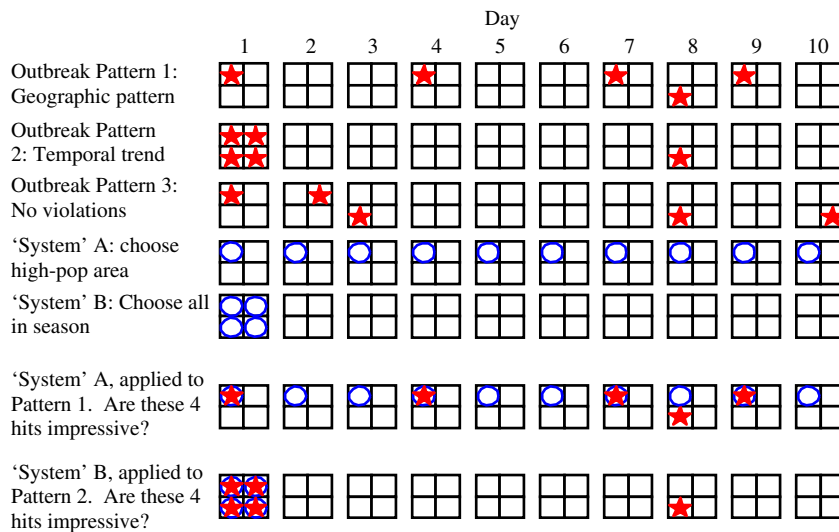 Day
1 2 3 4 5 6 7 8 9 10
Outbreak Pattern 1:
Geographic pattern
Outbreak Pattern
2: Temporal trend
Outbreak Pattern 3:
No violations
‘System’ A: choose
high-pop area
‘System’ B: Choose all
in season
‘System’ A, applied to
Pattern 1.  Are these 4
hits impressive?
‘System’ B, applied to
Pattern 2.  Are these 4
hits impressive?